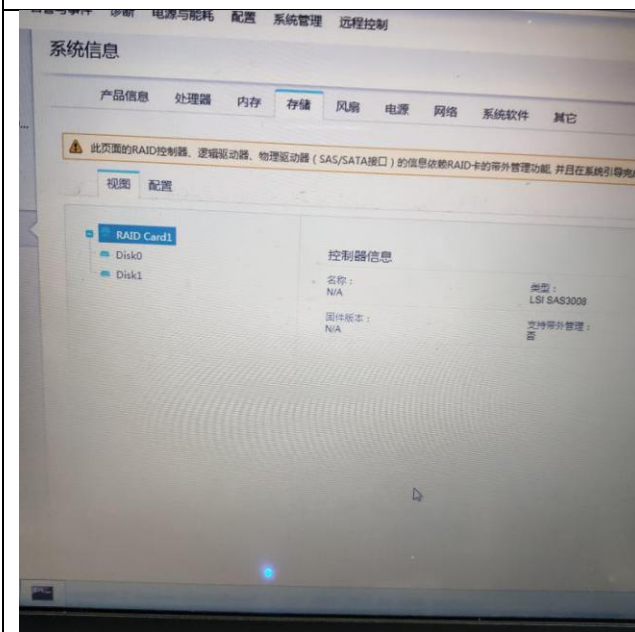 诊断 电源与能耗 配置 系统管理 远程控制
系统信息
产品信息 处理器 内存 存储 风扇 电源 网络 系统软件 其它
此页面的RAID控制器、逻辑驱动器、物理驱动器（SAS/SATA接口）的信息依赖RAID卡的带外管理功能, 并且在系统引导完
视图 配置
RAID Card1
Disk0
Disk1
控制器信息
名称：
N/A
类型：
LSI SAS3008
固件版本：
N/A
支持带外管理：
否